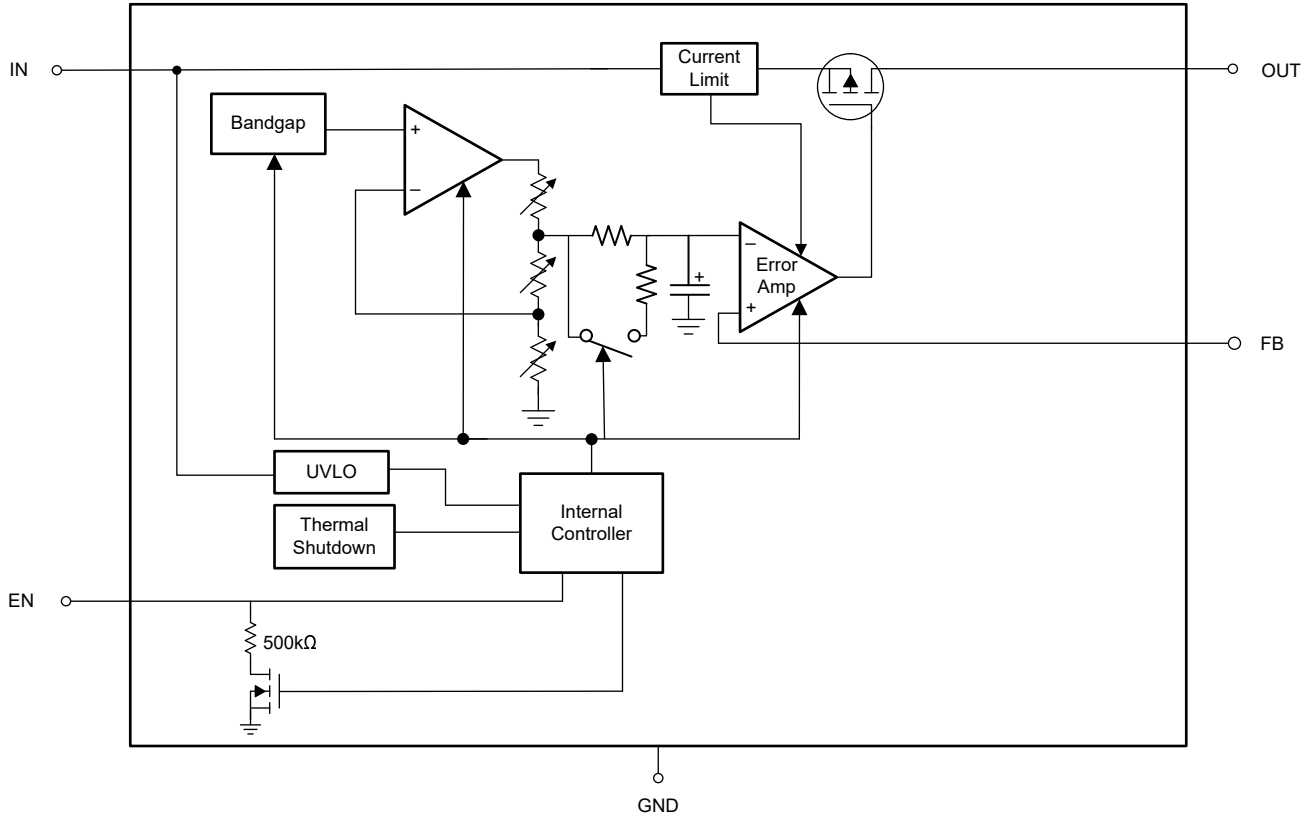 IN
Current
Limit
OUT
Bandgap
+
–
–
Error
Amp
+
+
FB
UVLO
Thermal
Shutdown
Internal
Controller
EN
500kΩ
GND